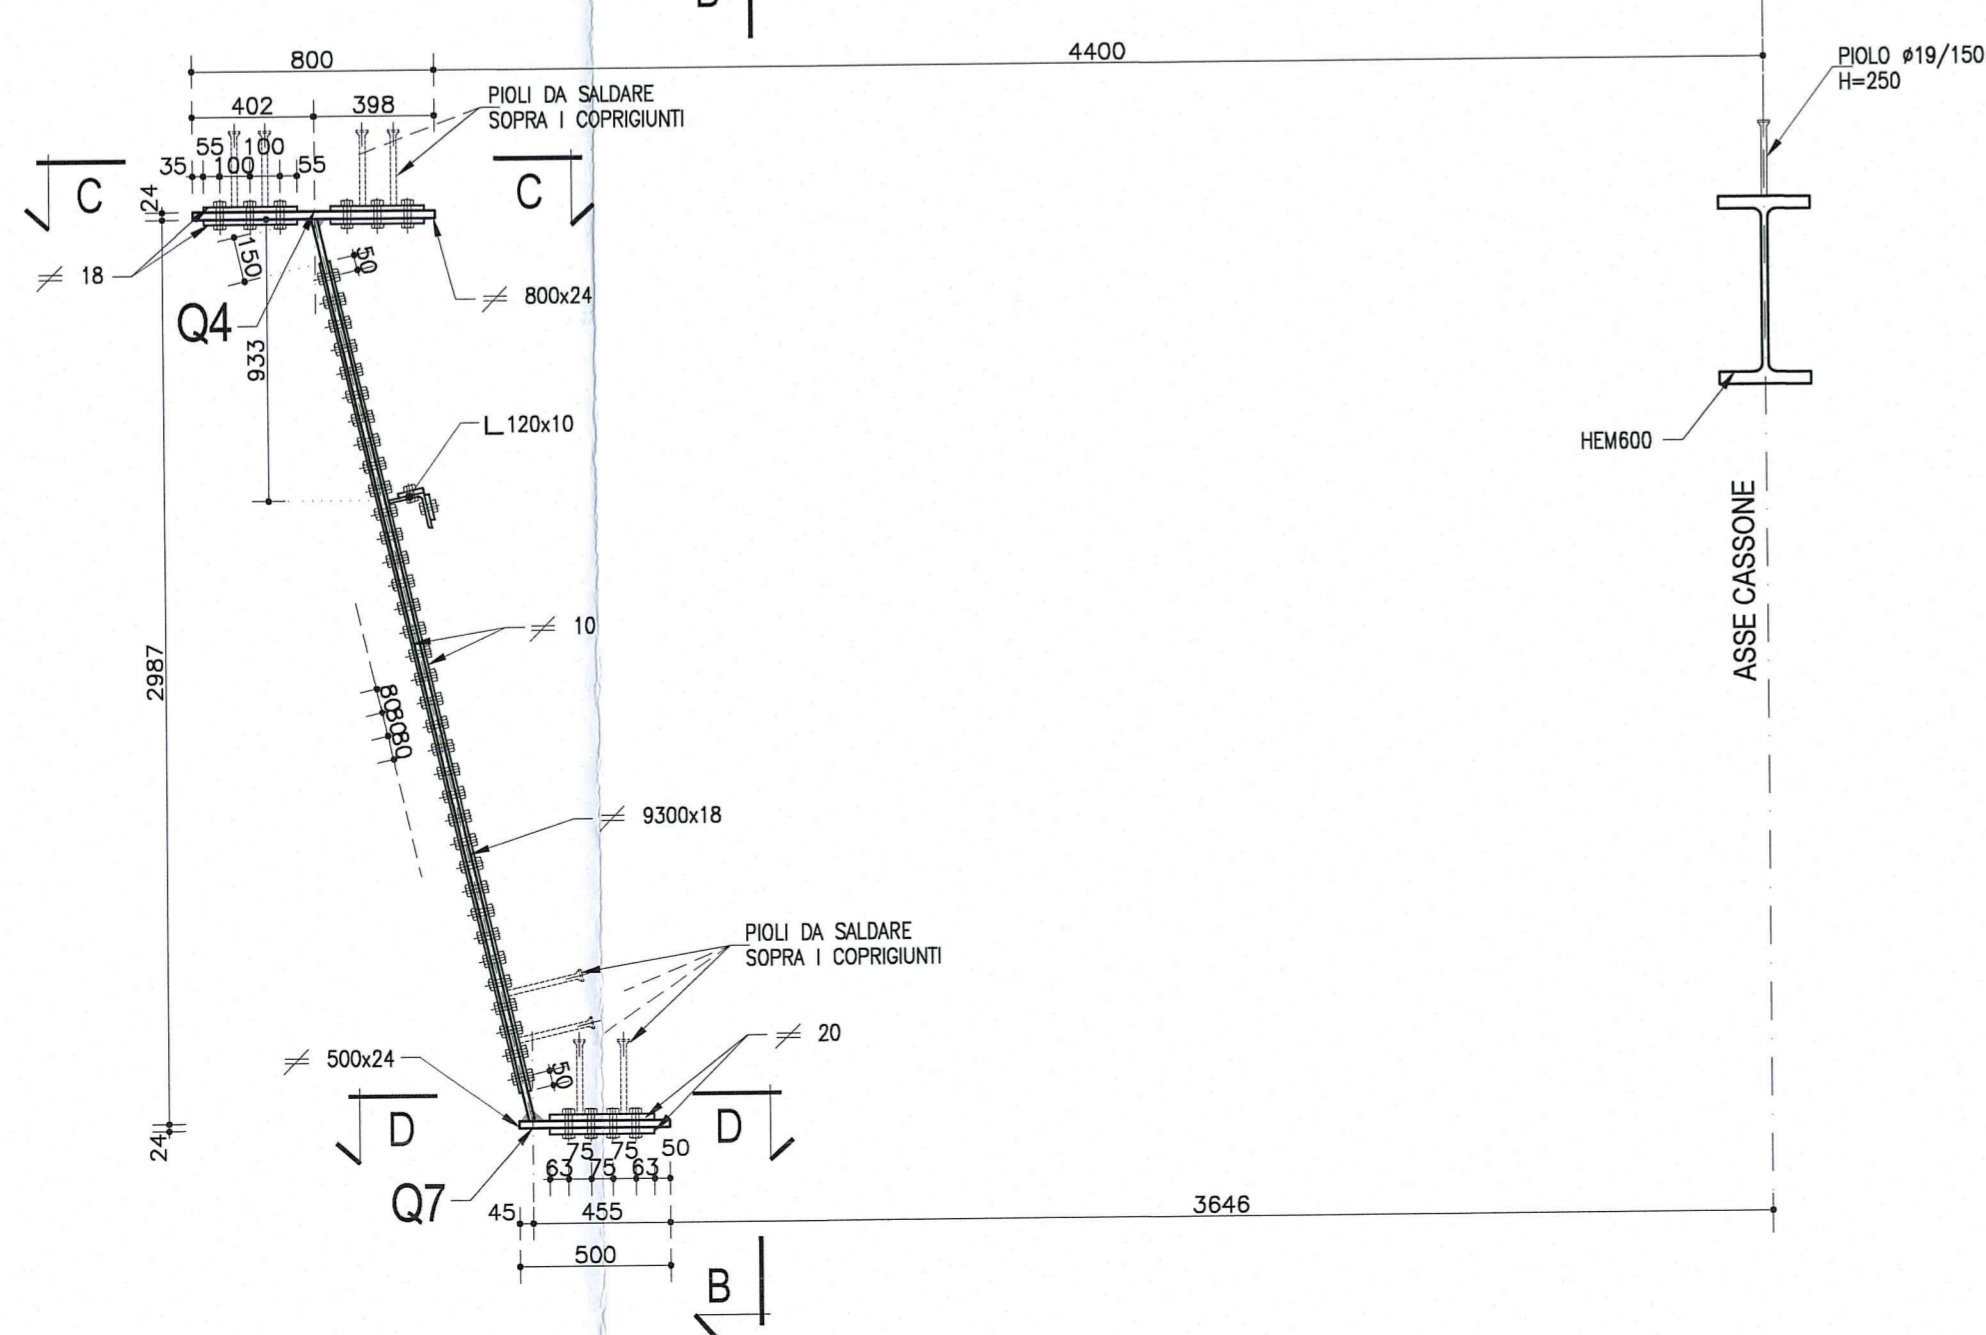 B
800
4400
PIOLO ø19/150
H=250
402
398
PIOLI DA SALDARE
SOPRA I COPRIGIUNTI
55
100
35
100
55
C
C
24
150
50
18
800x24
Q4
933
L 120x10
HEM600
ASSE CASSONE
10
2987
80
80
80
9300x18
PIOLI DA SALDARE
SOPRA I COPRIGIUNTI
20
500x24
50
D
D
24
75
75
50
63
75
63
Q7
45
455
3646
500
B